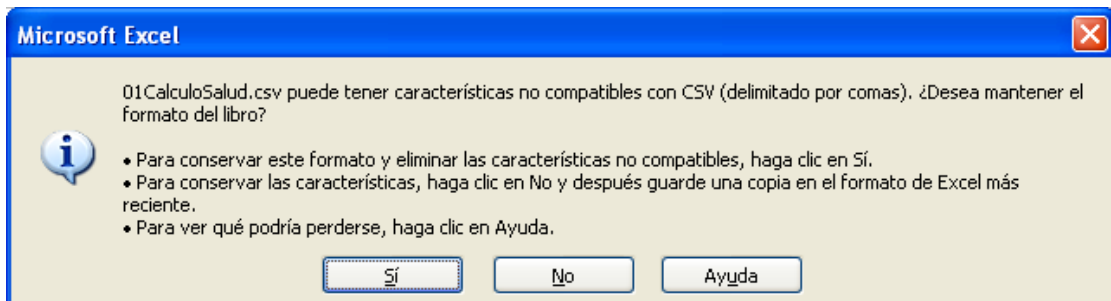 Microsoft Excel
01CalculoSalud.csv puede tener características no compatibles con CSV (delimitado por comas). ¿Desea mantener el
formato del libro?
• Para conservar este formato y eliminar las características no compatibles, haga clic en Sí.
• Para conservar las características, haga clic en No y después guarde una copia en el formato de Excel más
reciente.
• Para ver qué podría perderse, haga clic en Ayuda.
Sí No Ayuda